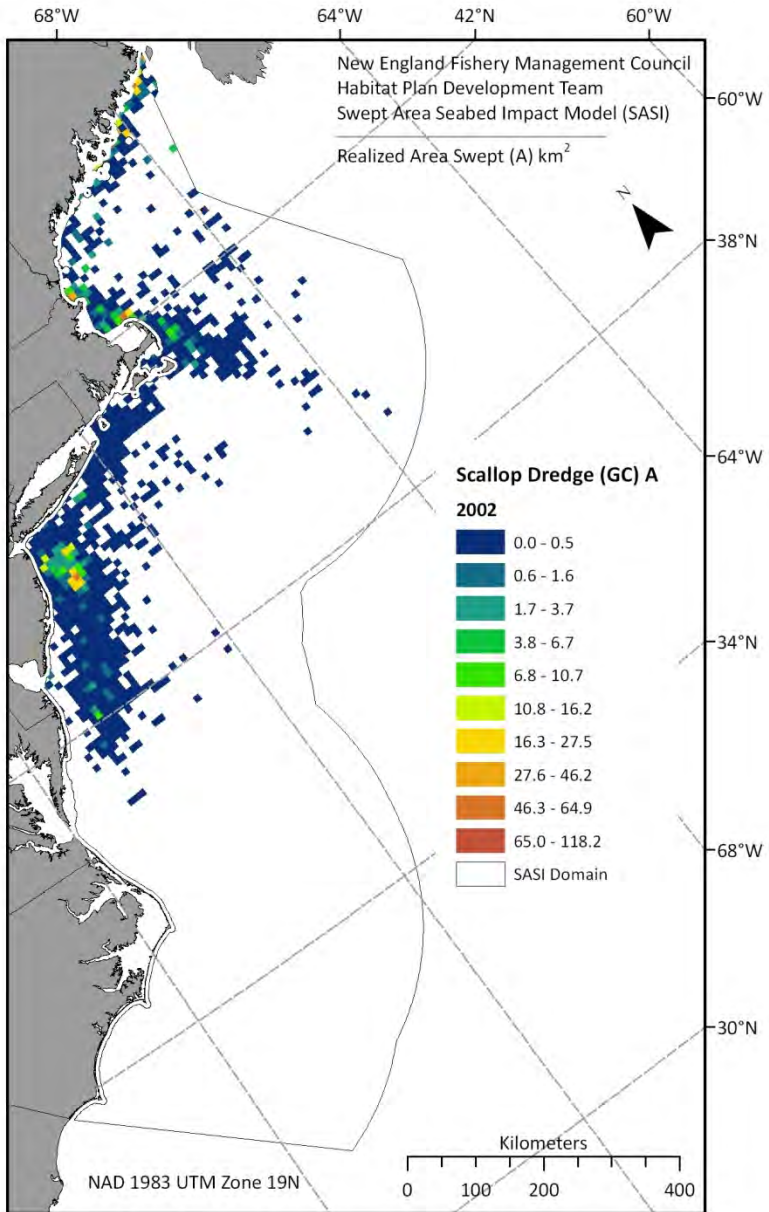 68°W 64°W 42°N 60°W
New England Fishery Management Council
Habitat Plan Development Team
Swept Area Seabed Impact Model (SASI)
Realized Area Swept (A) km²
60°W
N
38°N
64°W
Scallop Dredge (GC) A
2002
0.0 - 0.5
0.6 - 1.6
1.7 - 3.7
3.8 - 6.7
6.8 - 10.7
10.8 - 16.2
16.3 - 27.5
27.6 - 46.2
46.3 - 64.9
65.0 - 118.2
SASI Domain
34°N
68°W
30°N
Kilometers
0 100 200 300 400
NAD 1983 UTM Zone 19N